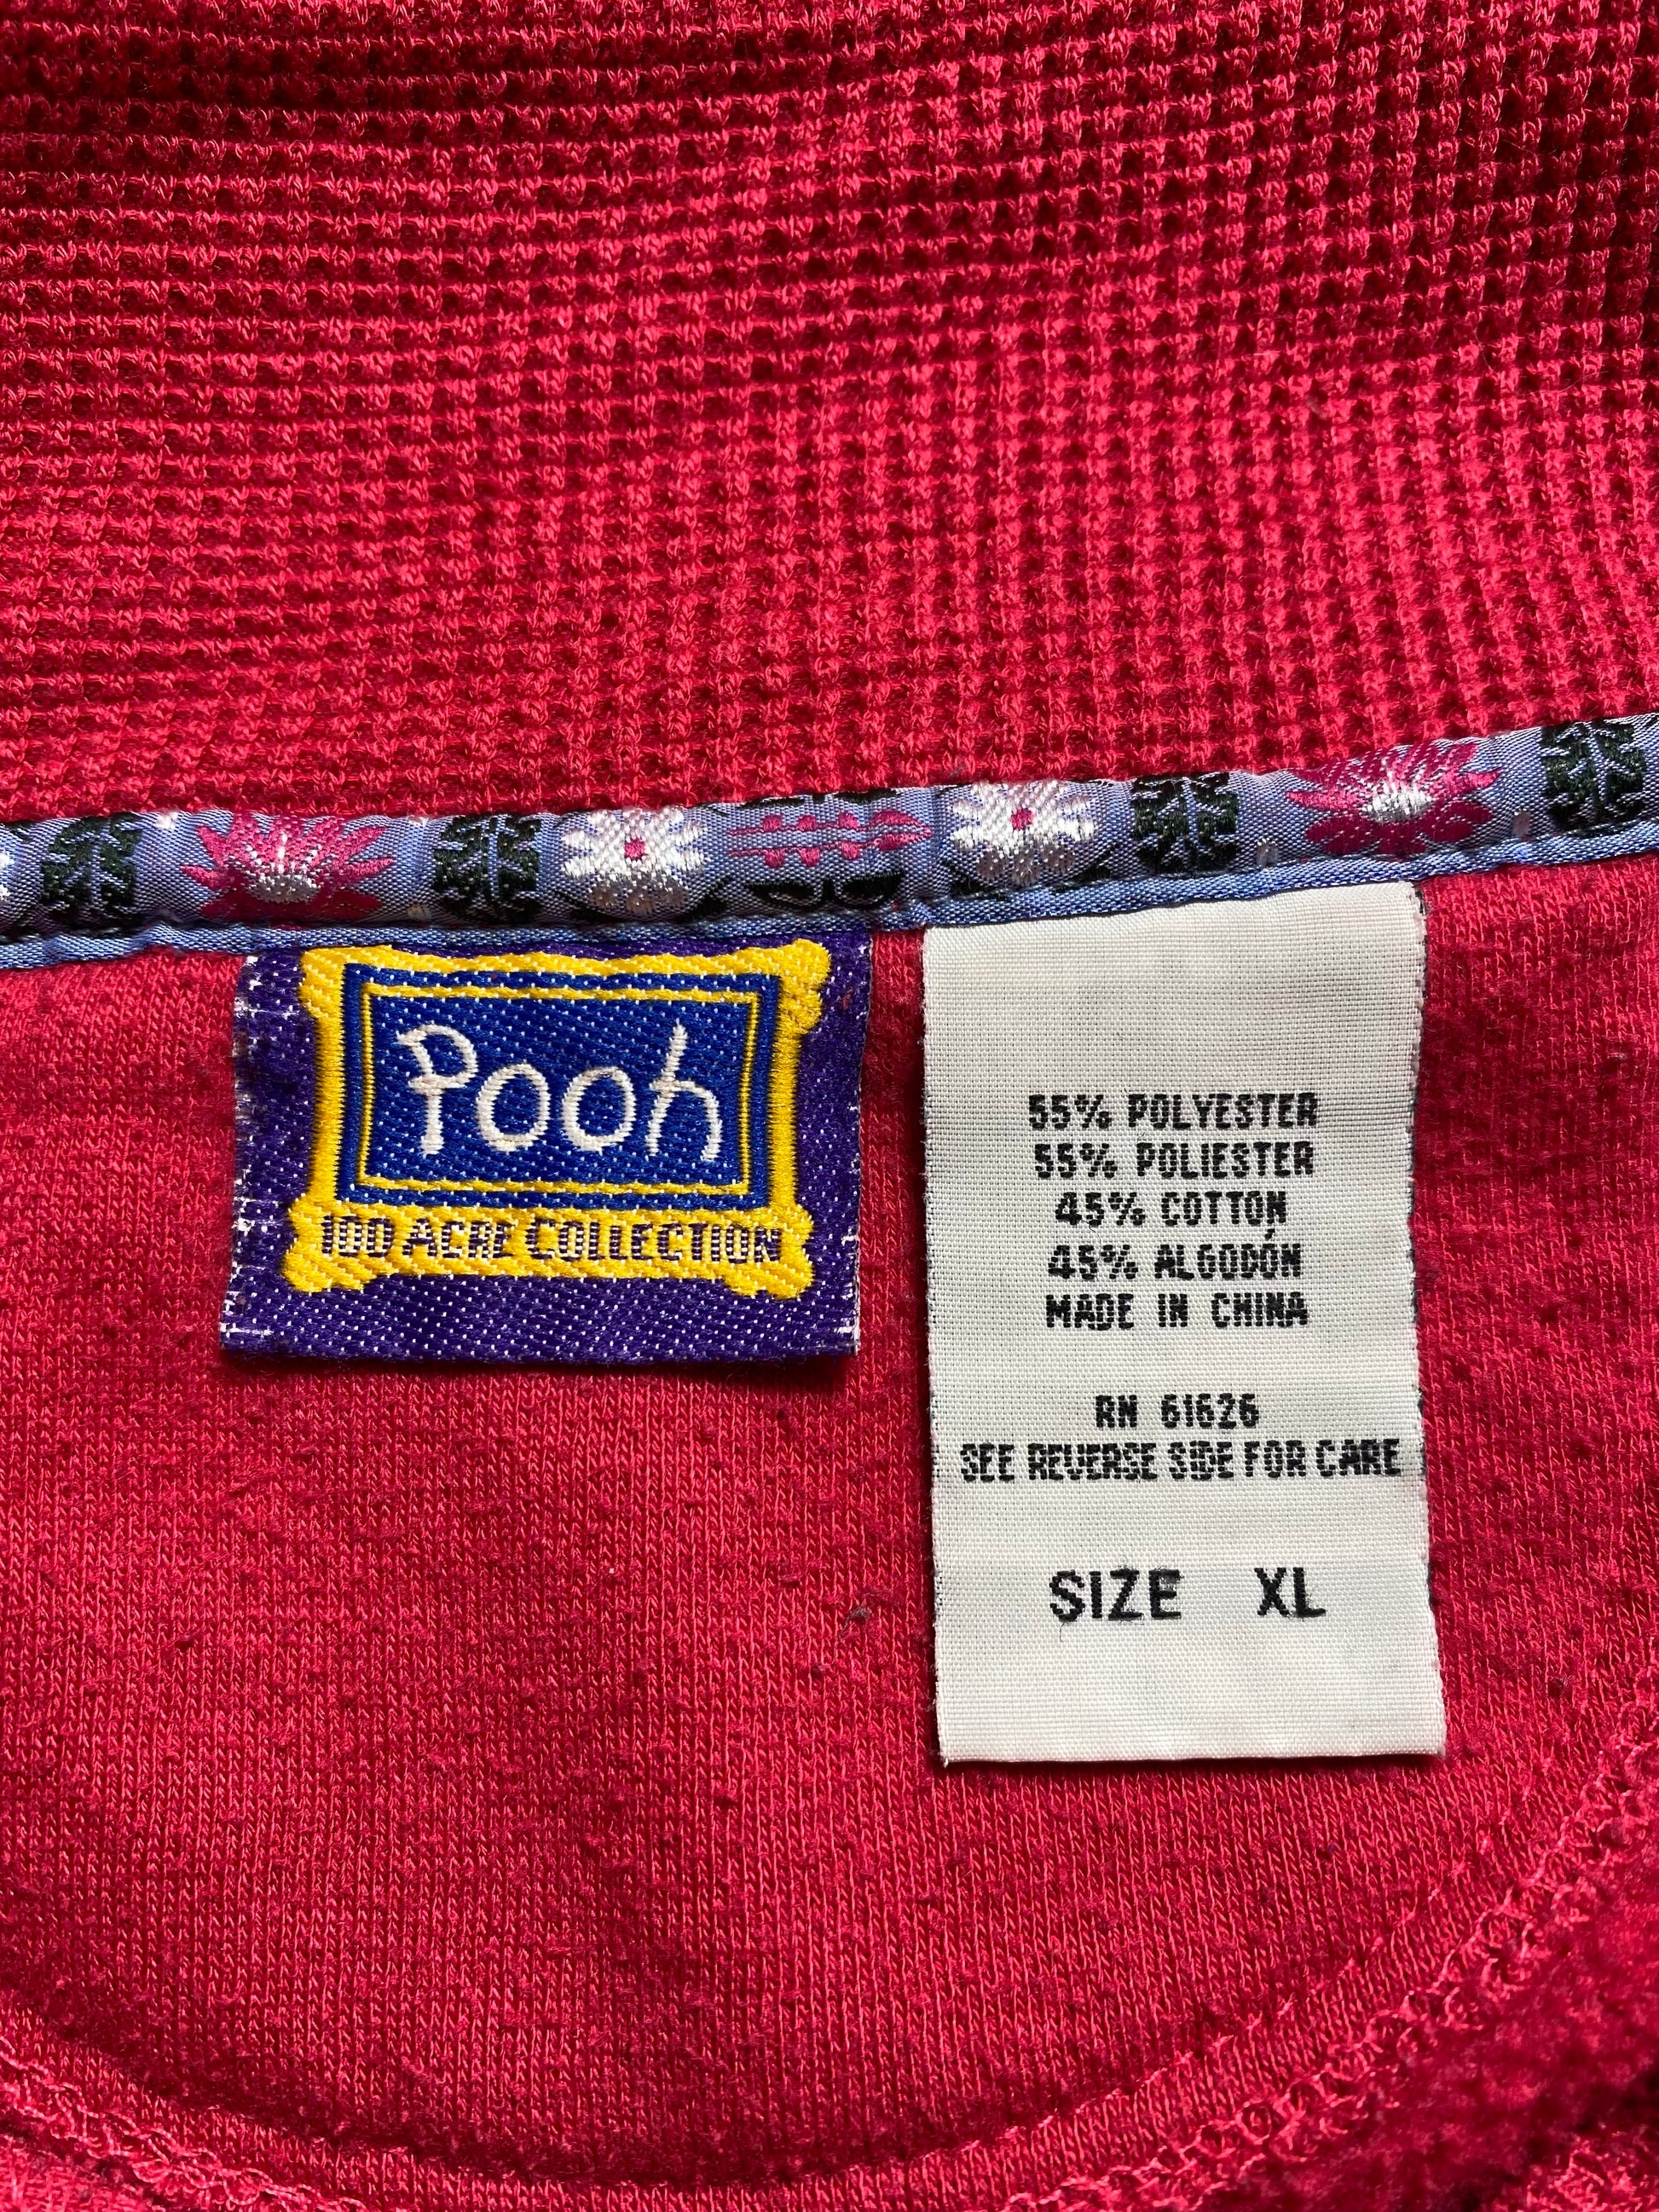 Pooh
100 ACRE COLLECTION
55% POLYESTER
55% POLIESTER
45% COTTON
45% ALGODÓN
MADE IN CHINA
RN 61626
SEE REVERSE SIDE FOR CARE
SIZE XL